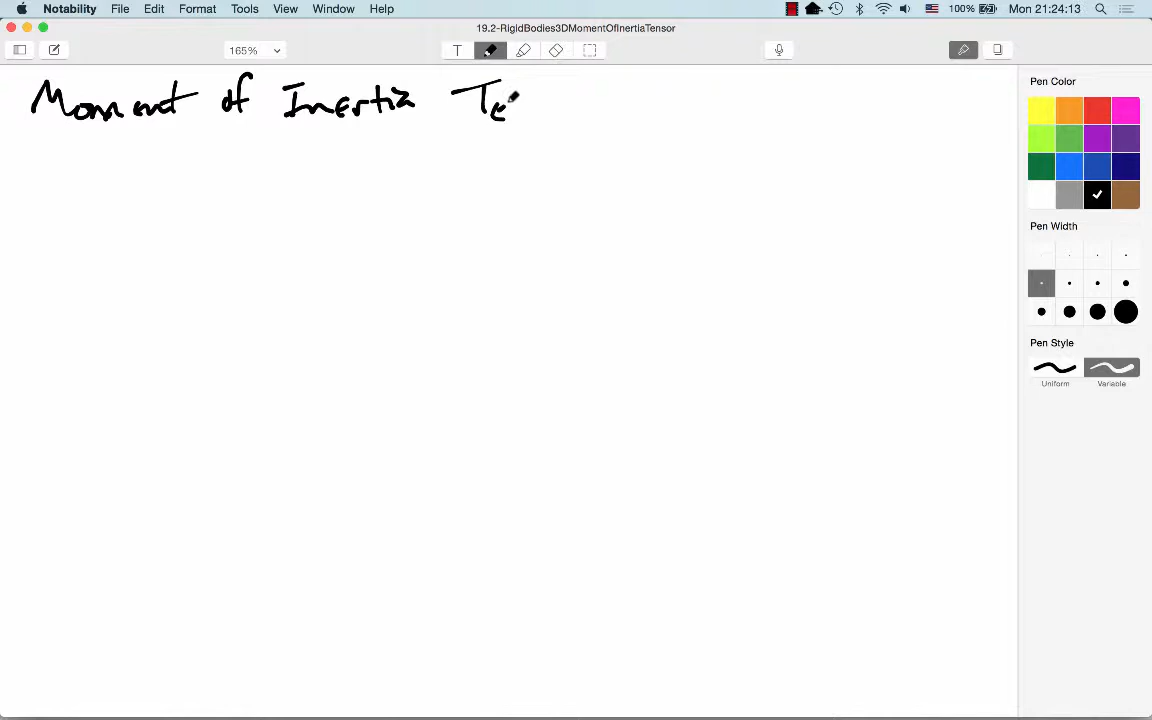 Notability File Edit Format Tools View Window Help 100% Mon 21:24:13
19.2-RigidBodies3DMomentOfInertiaTensor
165% T
Moment of Inertia Te
Pen Color
Pen Width
Pen Style
Uniform Variable